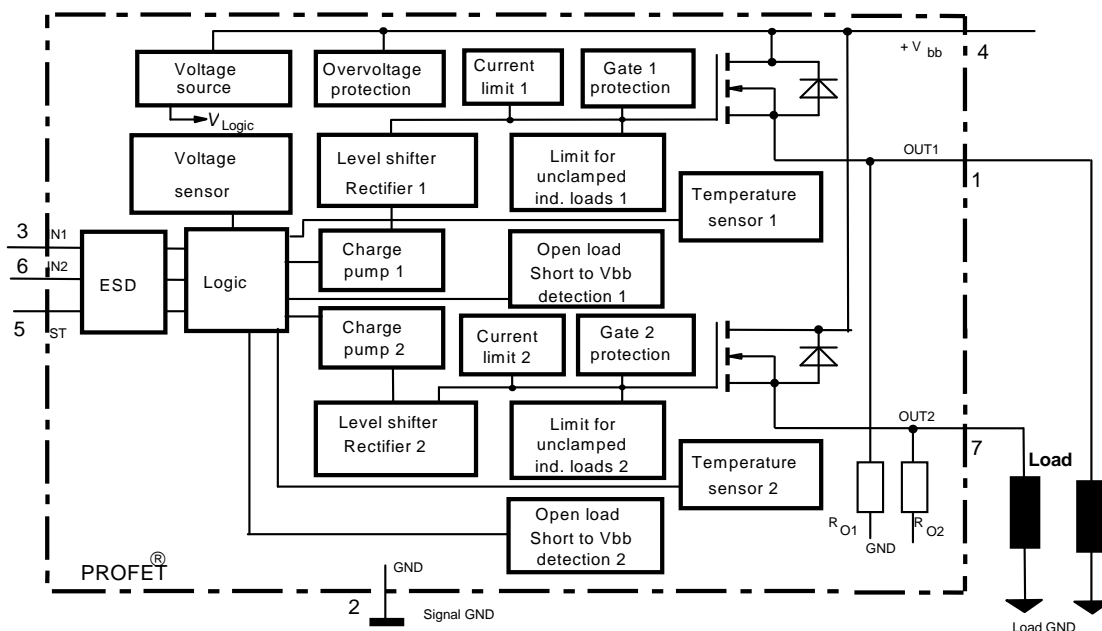 + V bb
4
Voltage
source
Overvoltage
protection
Current
limit 1
Gate 1
protection
V Logic
Voltage
sensor
Level shifter
Rectifier 1
Limit for
unclamped
ind. loads 1
OUT1
1
Temperature
sensor 1
3
IN1
6
IN2
5
ST
ESD
Logic
Charge
pump 1
Open load
Short to Vbb
detection 1
Charge
pump 2
Current
limit 2
Gate 2
protection
Level shifter
Rectifier 2
Limit for
unclamped
ind. loads 2
OUT2
7
Temperature
sensor 2
Load
R O1
GND
R O2
Open load
Short to Vbb
detection 2
PROFET®
GND
2
Signal GND
Load GND